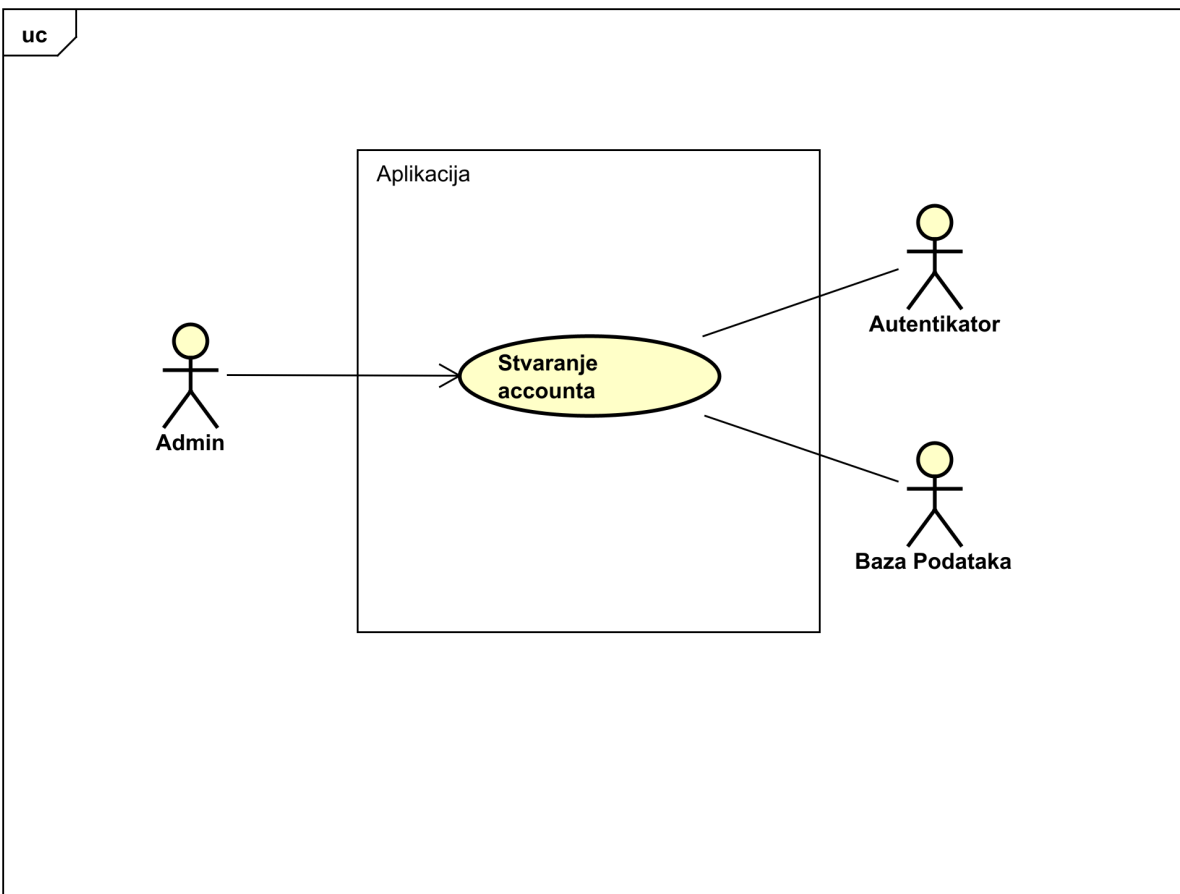 uc
Aplikacija
Autentikator
Stvaranje
accounta
Admin
Baza Podataka